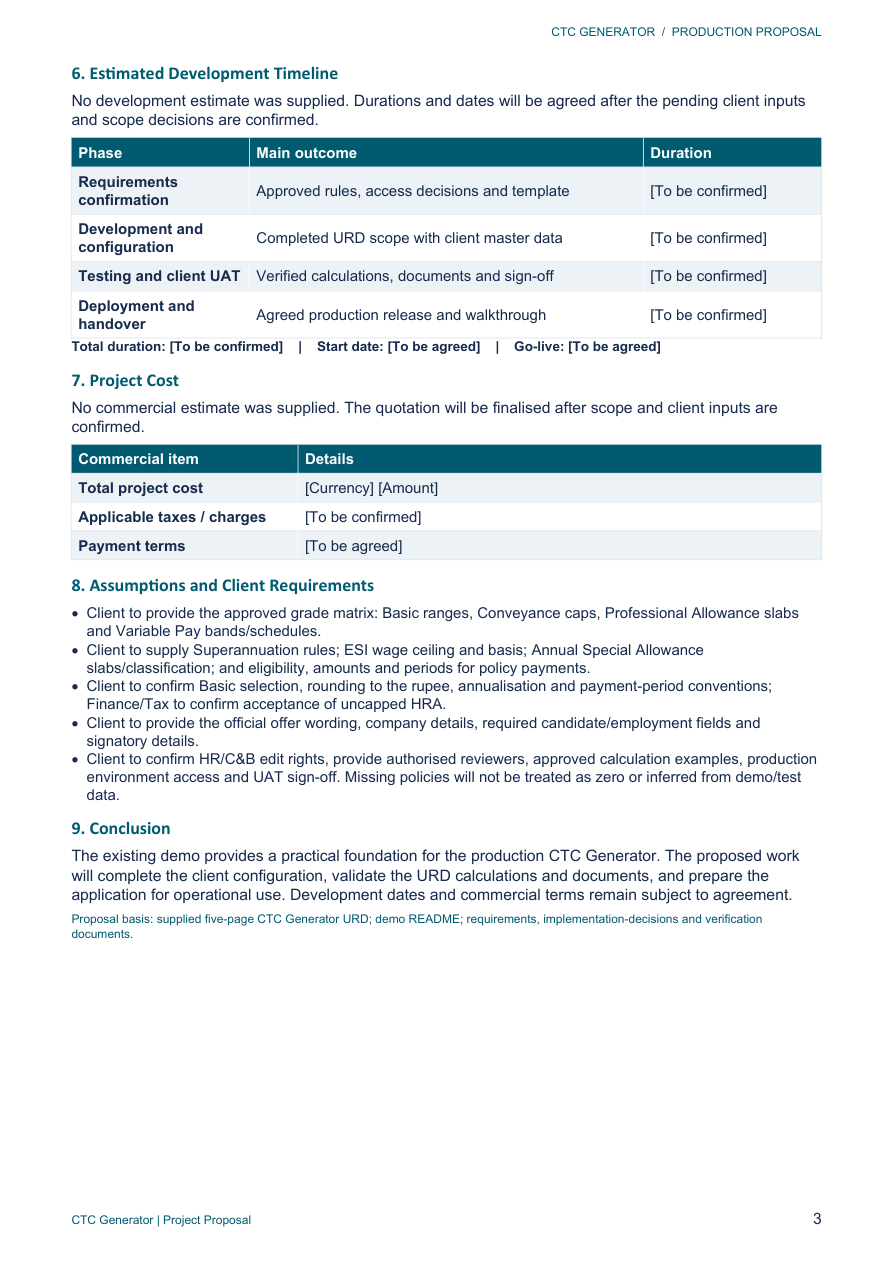 CTC GENERATOR / PRODUCTION PROPOSAL
6. Estimated Development Timeline
No development estimate was supplied. Durations and dates will be agreed after the pending client inputs
and scope decisions are confirmed.
Phase Main outcome Duration
Requirements
confirmation
Approved rules, access decisions and template [To be confirmed]
Development and
configuration
Completed URD scope with client master data [To be confirmed]
Testing and client UAT Verified calculations, documents and sign-off [To be confirmed]
Deployment and
handover
Agreed production release and walkthrough [To be confirmed]
Total duration: [To be confirmed] | Start date: [To be agreed] | Go-live: [To be agreed]
7. Project Cost
No commercial estimate was supplied. The quotation will be finalised after scope and client inputs are
confirmed.
Commercial item Details
Total project cost [Currency] [Amount]
Applicable taxes / charges [To be confirmed]
Payment terms [To be agreed]
8. Assumptions and Client Requirements
• Client to provide the approved grade matrix: Basic ranges, Conveyance caps, Professional Allowance slabs
and Variable Pay bands/schedules.
• Client to supply Superannuation rules; ESI wage ceiling and basis; Annual Special Allowance
slabs/classification; and eligibility, amounts and periods for policy payments.
• Client to confirm Basic selection, rounding to the rupee, annualisation and payment-period conventions;
Finance/Tax to confirm acceptance of uncapped HRA.
• Client to provide the official offer wording, company details, required candidate/employment fields and
signatory details.
• Client to confirm HR/C&B edit rights, provide authorised reviewers, approved calculation examples, production
environment access and UAT sign-off. Missing policies will not be treated as zero or inferred from demo/test
data.
9. Conclusion
The existing demo provides a practical foundation for the production CTC Generator. The proposed work
will complete the client configuration, validate the URD calculations and documents, and prepare the
application for operational use. Development dates and commercial terms remain subject to agreement.
Proposal basis: supplied five-page CTC Generator URD; demo README; requirements, implementation-decisions and verification
documents.
CTC Generator | Project Proposal 3